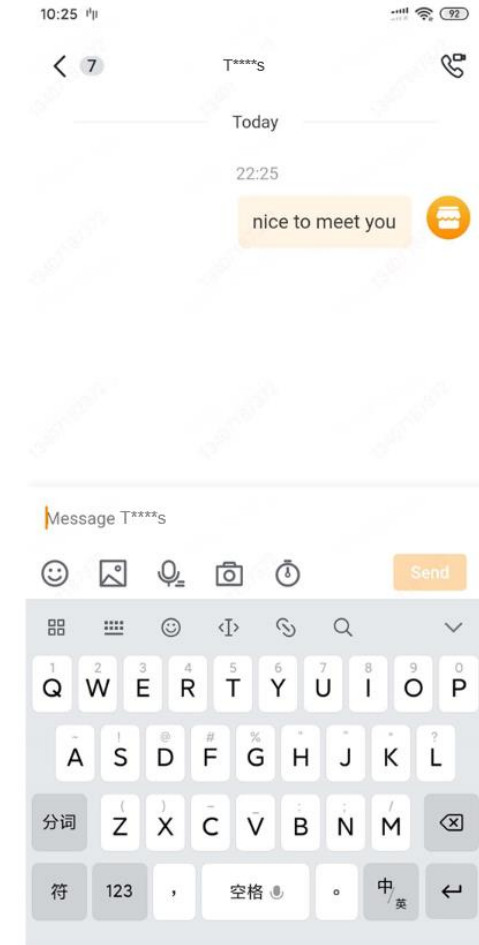 10:25
92
7
T****s
Today
22:25
nice to meet you
Message T****s
Send
1 2 3 4 5 6 7 8 9 0
Q W E R T Y U I O P
~ ! @ # % " " * ?
A S D F G H J K L
( ) - _ : ; /
分词 Z X C V B N M
符 123 , 空格 。 中/英